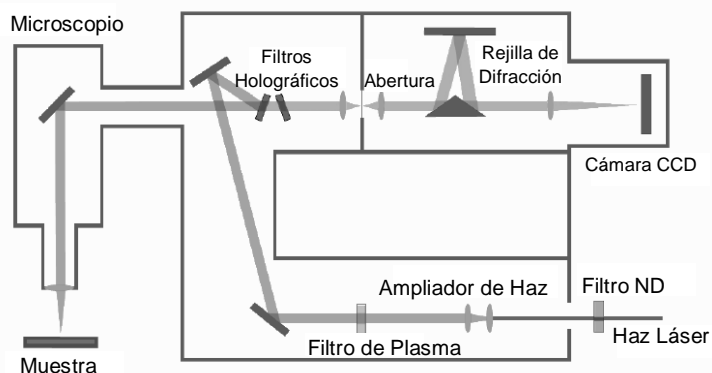 Microscopio
Filtros
Holográficos
Abertura
Rejilla de
Difracción
Cámara CCD
Ampliador de Haz
Filtro ND
Filtro de Plasma
Haz Láser
Muestra